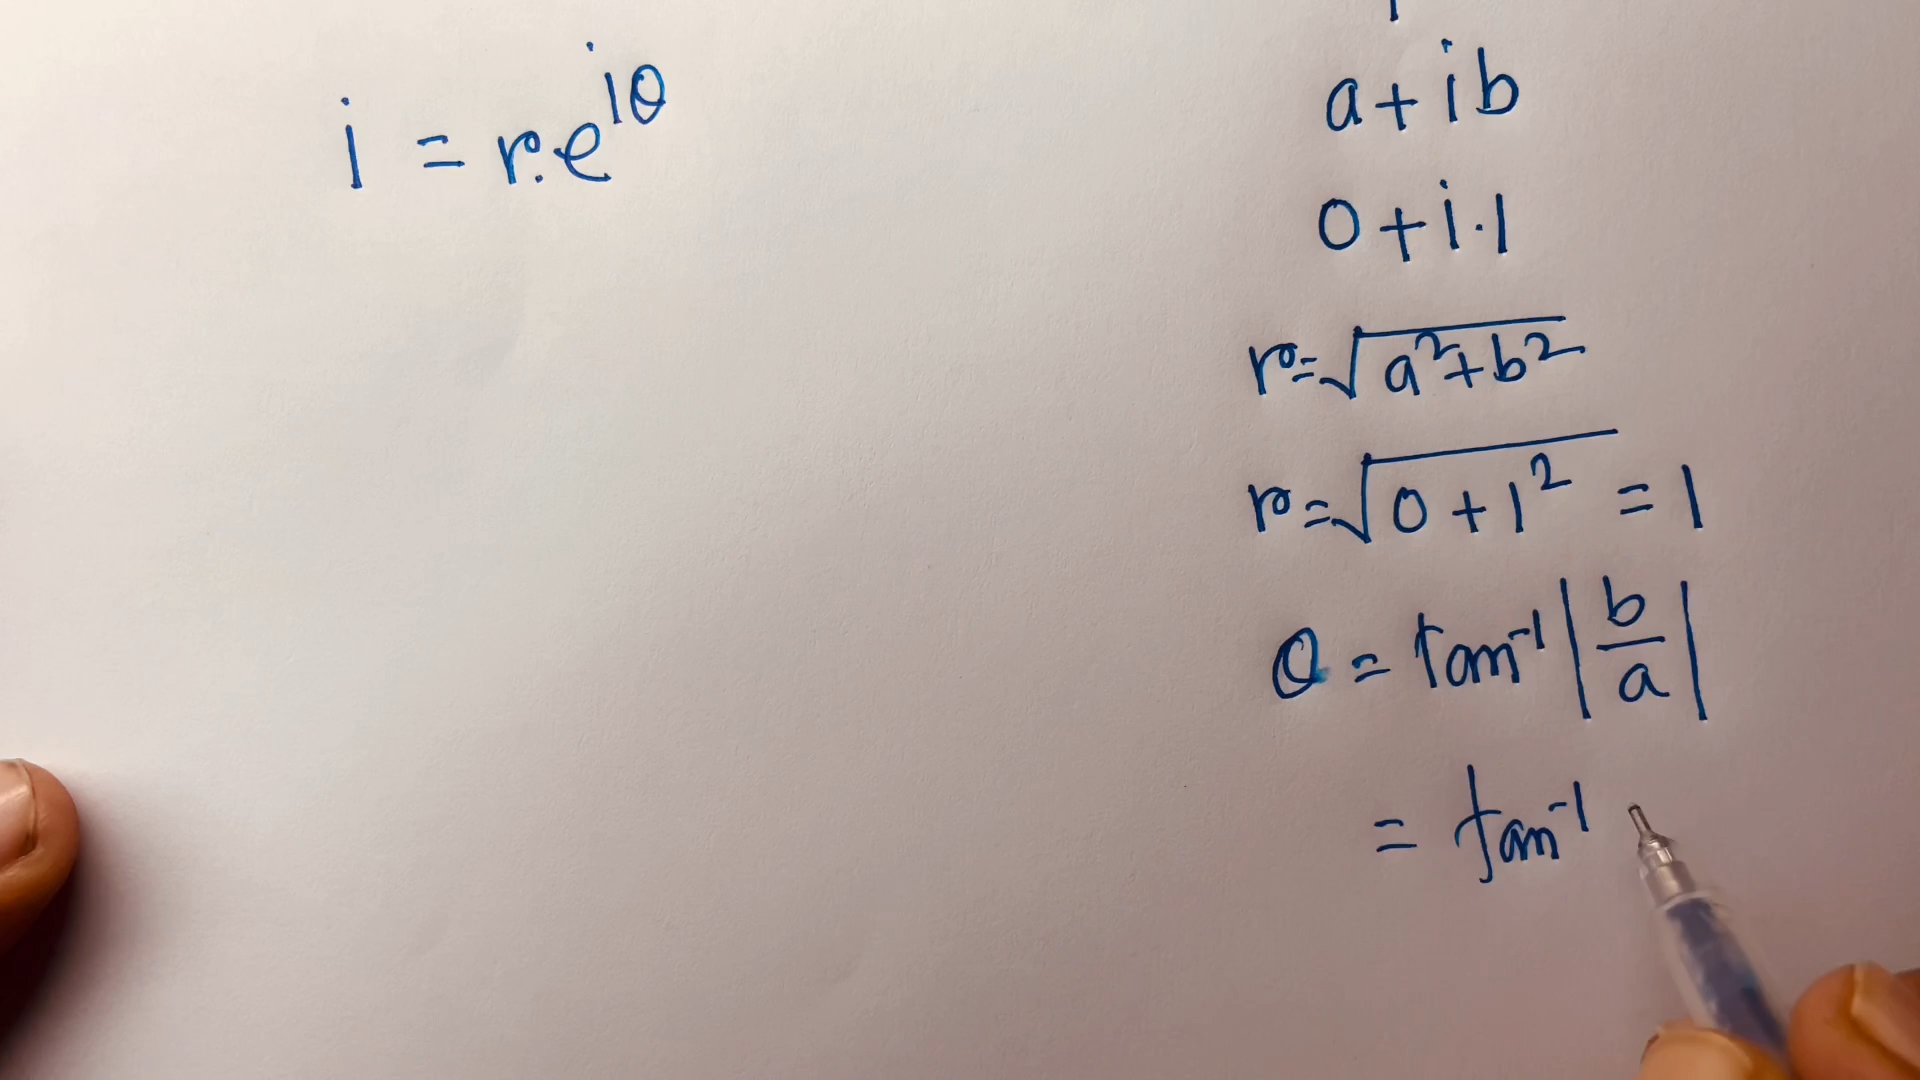 i = r.e^{iθ}
a+ib
0+i.1
r=√(a²+b²)
r=√(0+1²) = 1
θ = tan⁻¹|b/a|
= tan⁻¹